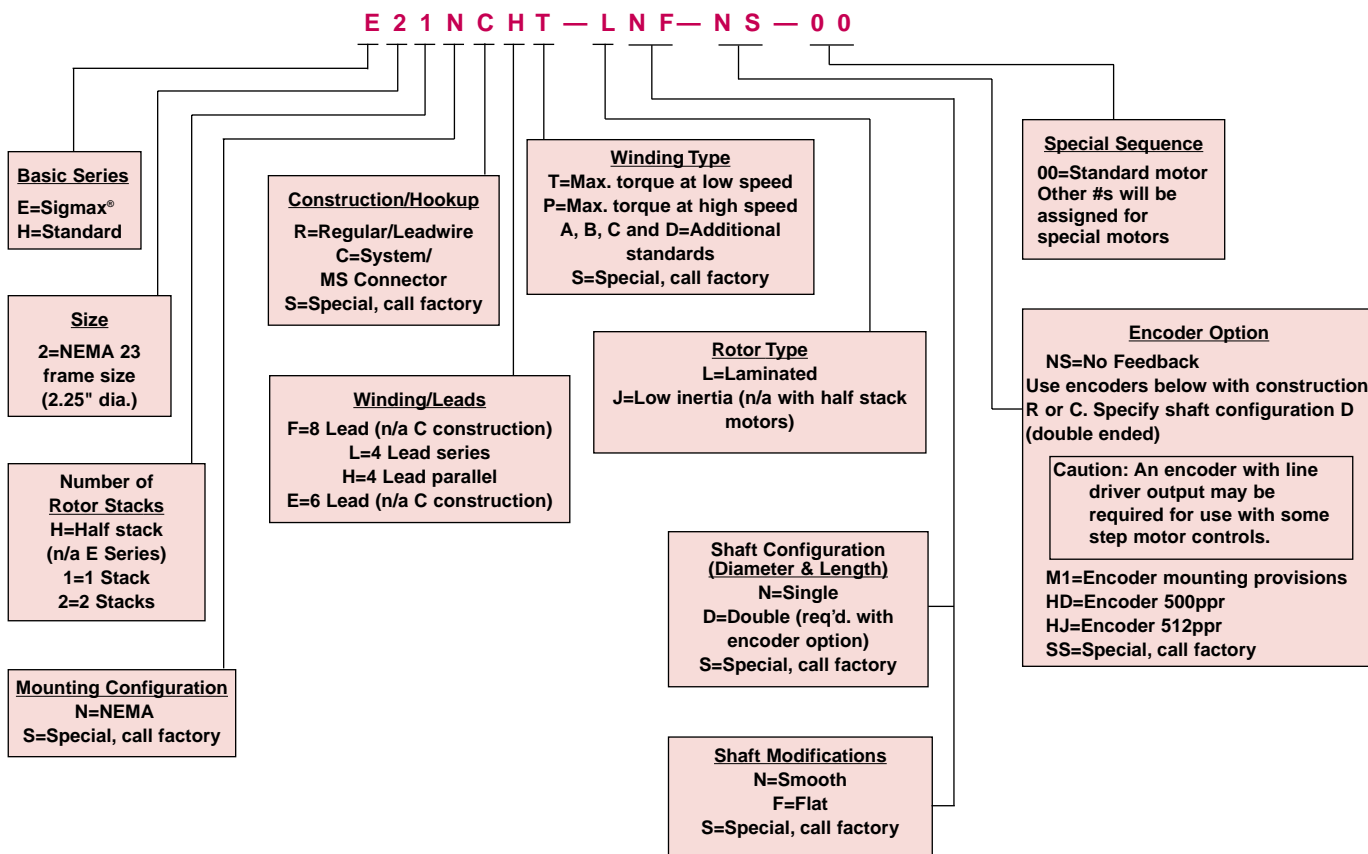 E 2 1 N C H T — L N F — N S — 0 0
Basic Series
E=Sigmax®
H=Standard
Size
2=NEMA 23
frame size
(2.25" dia.)
Number of
Rotor Stacks
H=Half stack
(n/a E Series)
1=1 Stack
2=2 Stacks
Mounting Configuration
N=NEMA
S=Special, call factory
Construction/Hookup
R=Regular/Leadwire
C=System/
MS Connector
S=Special, call factory
Winding/Leads
F=8 Lead (n/a C construction)
L=4 Lead series
H=4 Lead parallel
E=6 Lead (n/a C construction)
Winding Type
T=Max. torque at low speed
P=Max. torque at high speed
A, B, C and D=Additional
standards
S=Special, call factory
Rotor Type
L=Laminated
J=Low inertia (n/a with half stack
motors)
Shaft Configuration
(Diameter & Length)
N=Single
D=Double (req’d. with
encoder option)
S=Special, call factory
Shaft Modifications
N=Smooth
F=Flat
S=Special, call factory
Special Sequence
00=Standard motor
Other #s will be
assigned for
special motors
Encoder Option
NS=No Feedback
Use encoders below with construction
R or C. Specify shaft configuration D
(double ended)
Caution: An encoder with line
driver output may be
required for use with some
step motor controls.
M1=Encoder mounting provisions
HD=Encoder 500ppr
HJ=Encoder 512ppr
SS=Special, call factory